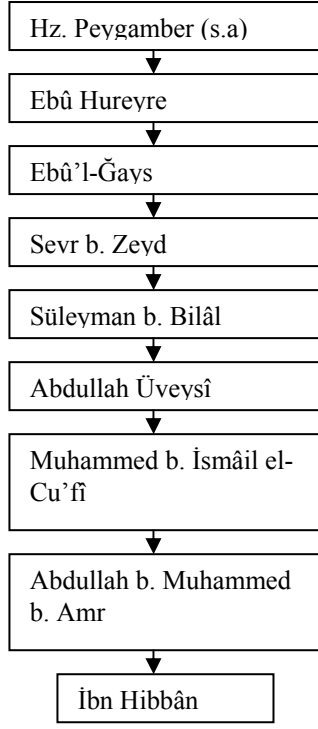 Hz. Peygamber (s.a)
Ebû Hureyre
Ebû’l-Ğays
Sevr b. Zeyd
Süleyman b. Bilâl
Abdullah Üveysî
Muhammed b. İsmâil el-
Cu’fî
Abdullah b. Muhammed
b. Amr
İbn Hibbân